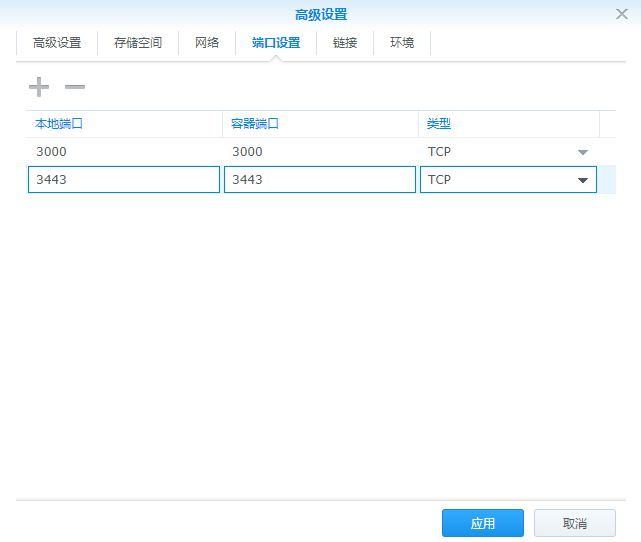 高级设置
高级设置 存储空间 网络 端口设置 链接 环境
本地端口 容器端口 类型
3000 3000 TCP
3443 3443 TCP
应用 取消